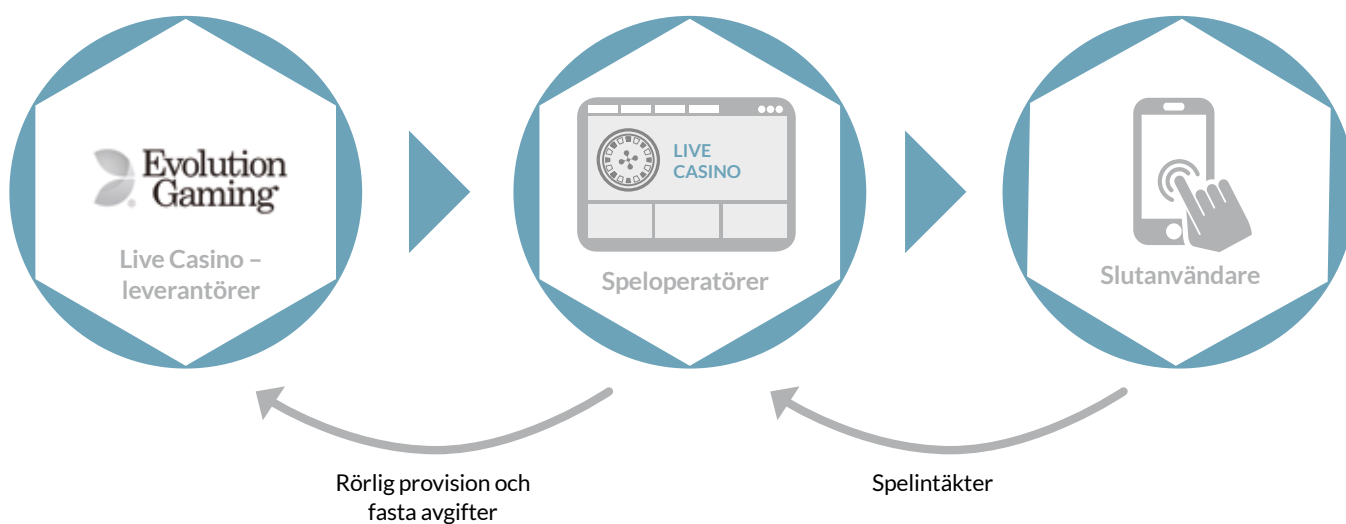 Evolution
Gaming
Live Casino –
leverantörer
LIVE
CASINO
Speloperatörer
Slutanvändare
Rörlig provision och
fasta avgifter
Spelintäkter